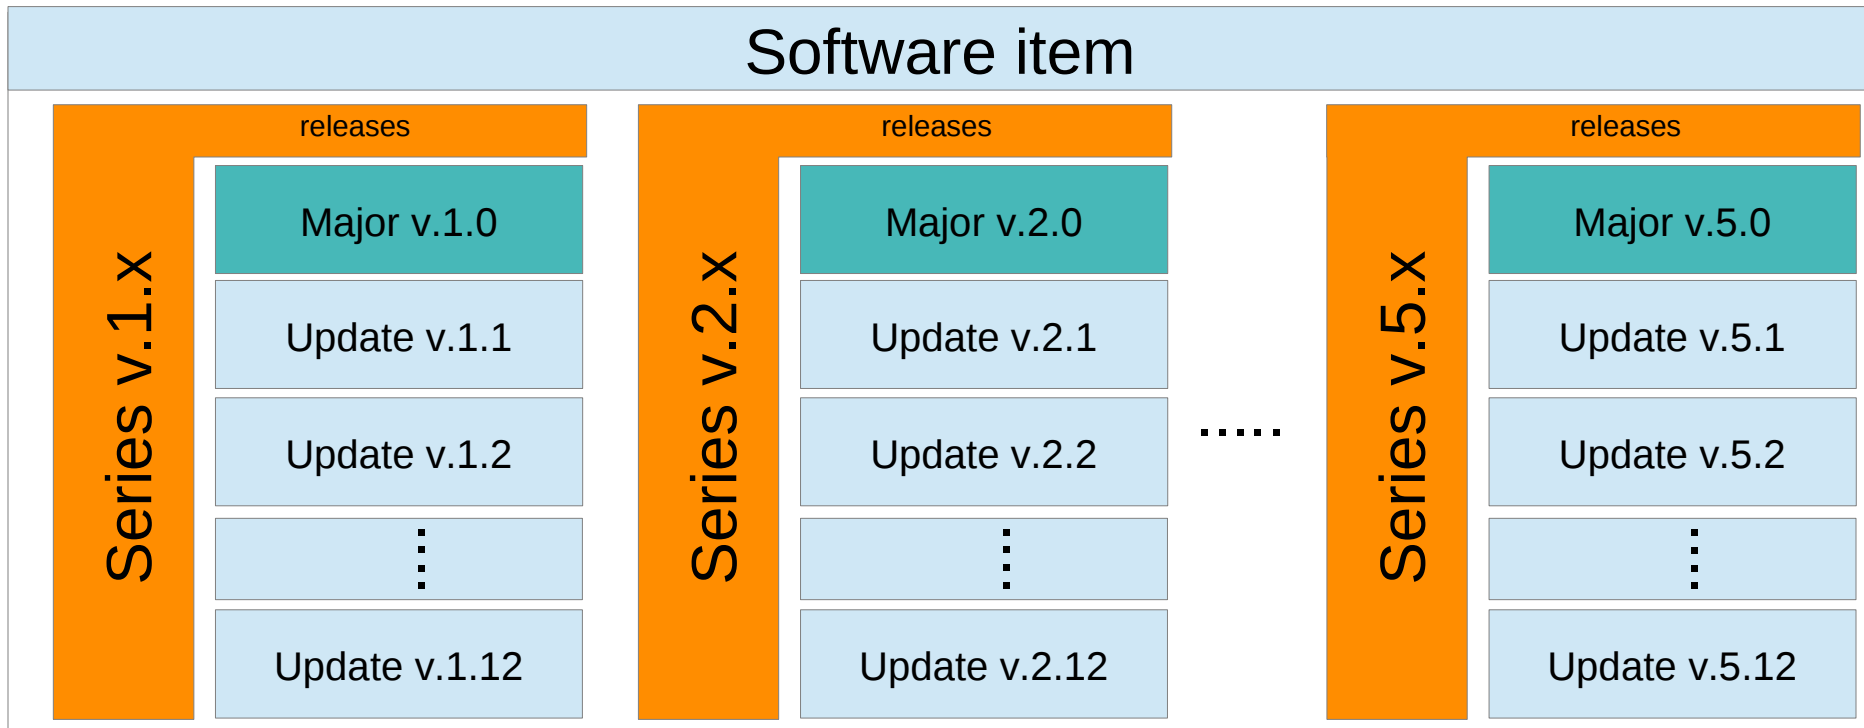 Software item
releases
Series v.1.x
Major v.1.0
Update v.1.1
Update v.1.2
Update v.1.12
releases
Series v.2.x
Major v.2.0
Update v.2.1
Update v.2.2
Update v.2.12
.....
releases
Series v.5.x
Major v.5.0
Update v.5.1
Update v.5.2
Update v.5.12